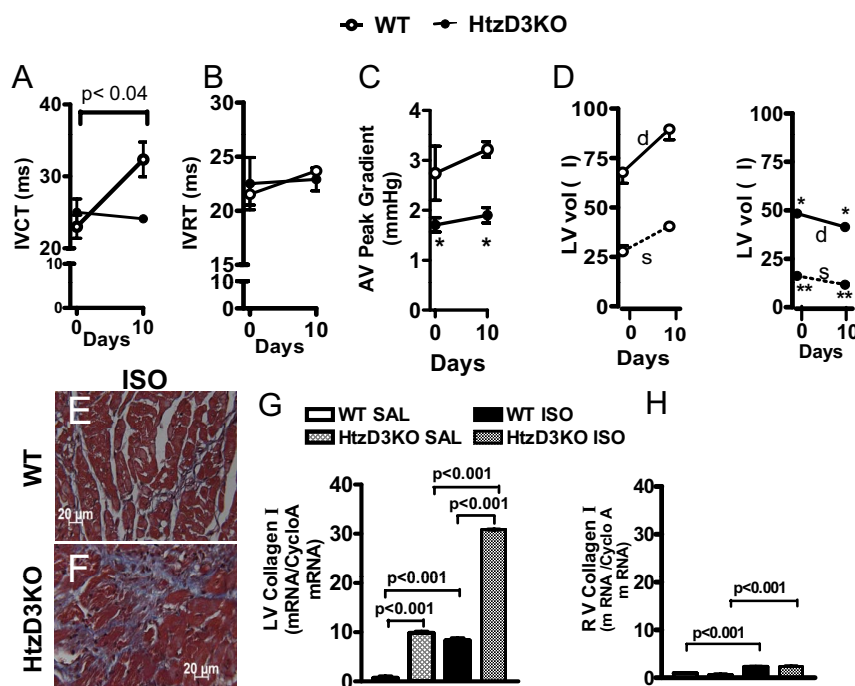 WT HtzD3KO
A
p< 0.04
IVCT (ms)
40
30
20
10
0
0 10
Days
B
IVRT (ms)
25
20
15
10
0
0 10
Days
C
AV Peak Gradient
(mmHg)
4
3
2
1
0
* *
0 10
Days
D
LV vol ( l)
100
75
50
25
0
d
s
0 10
Days
LV vol ( l)
100
75
50
25
0
* *
d
s
** **
0 10
Days
ISO
WT
E
20 µm
HtzD3KO
F
20 µm
G
WT SAL WT ISO
HtzD3KO SAL HtzD3KO ISO
LV Collagen I
(mRNA/CycloA
mRNA)
40
30
20
10
0
p<0.001
p<0.001
p<0.001
p<0.001
H
RV Collagen I
(m RNA/Cyclo A
m RNA)
40
30
20
10
0
p<0.001
p<0.001